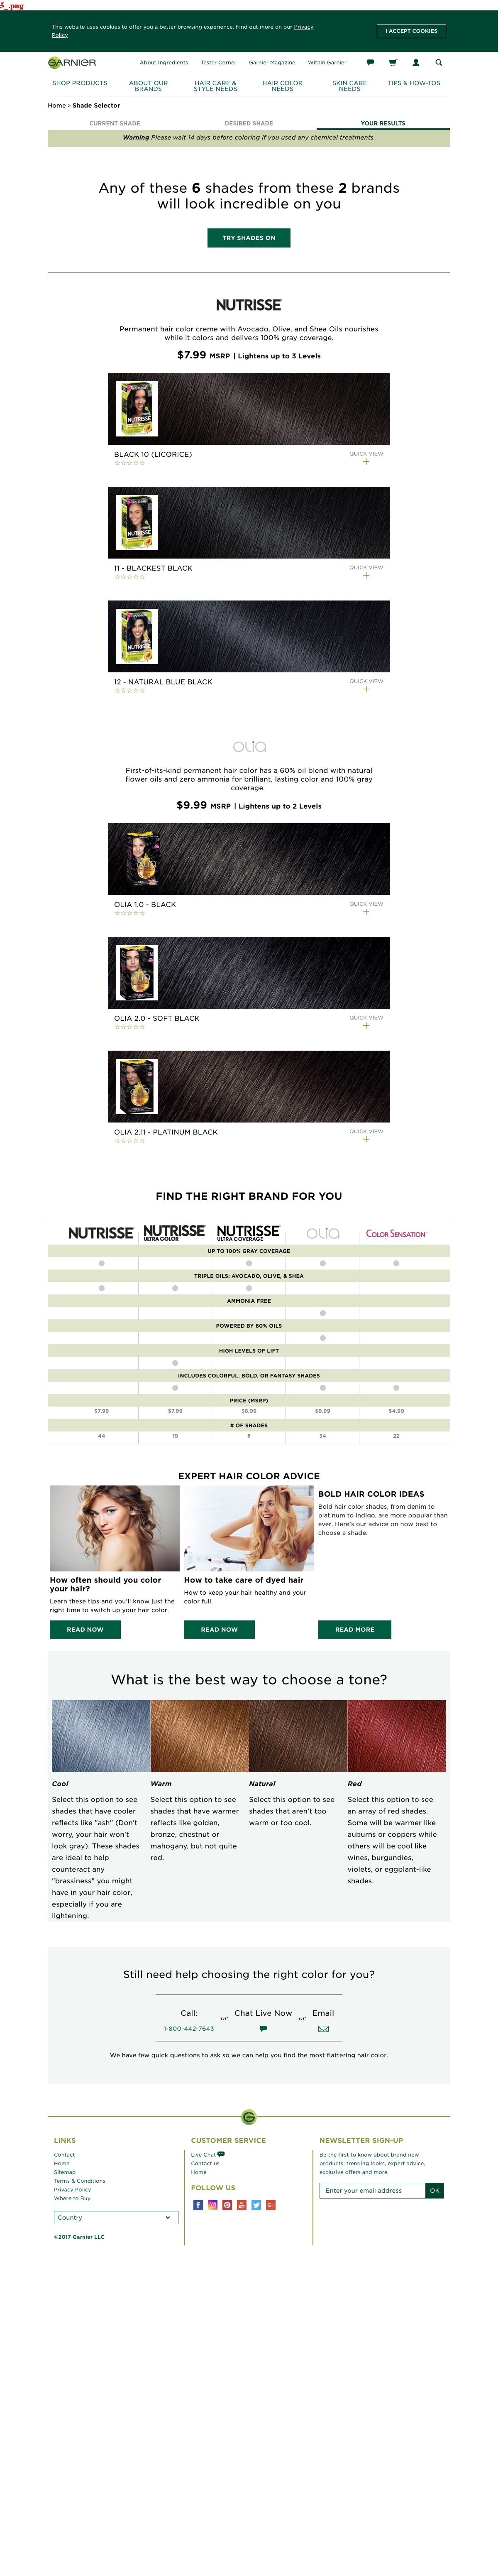 5_.png
This website uses cookies to offer you a better browsing experience. Find out more on our Privacy
Policy
I ACCEPT COOKIES
GARNIER
About Ingredients
Tester Corner
Garnier Magazine
Within Garnier
SHOP PRODUCTS
ABOUT OUR
BRANDS
HAIR CARE &
STYLE NEEDS
HAIR COLOR
NEEDS
SKIN CARE
NEEDS
TIPS & HOW-TOS
Home > Shade Selector
CURRENT SHADE
DESIRED SHADE
YOUR RESULTS
Warning Please wait 14 days before coloring if you used any chemical treatments.
Any of these 6 shades from these 2 brands
will look incredible on you
TRY SHADES ON
NUTRISSE
Permanent hair color creme with Avocado, Olive, and Shea Oils nourishes
while it colors and delivers 100% gray coverage.
$7.99 MSRP | Lightens up to 3 Levels
NUTRISSE
BLACK 10 (LICORICE)
QUICK VIEW
NUTRISSE
11 - BLACKEST BLACK
QUICK VIEW
NUTRISSE
12 - NATURAL BLUE BLACK
QUICK VIEW
olia
First-of-its-kind permanent hair color has a 60% oil blend with natural
flower oils and zero ammonia for brilliant, lasting color and 100% gray
coverage.
$9.99 MSRP | Lightens up to 2 Levels
OLIA 1.0 - BLACK
QUICK VIEW
OLIA 2.0 - SOFT BLACK
QUICK VIEW
OLIA 2.11 - PLATINUM BLACK
QUICK VIEW
FIND THE RIGHT BRAND FOR YOU
NUTRISSE
NUTRISSE
ULTRA COLOR
NUTRISSE
ULTRA COVERAGE
olia
COLOR SENSATION
UP TO 100% GRAY COVERAGE
TRIPLE OILS: AVOCADO, OLIVE, & SHEA
AMMONIA FREE
POWERED BY 60% OILS
HIGH LEVELS OF LIFT
INCLUDES COLORFUL, BOLD, OR FANTASY SHADES
PRICE (MSRP)
$7.99 $7.99 $8.99 $9.99 $4.99
# OF SHADES
44 19 8 34 22
EXPERT HAIR COLOR ADVICE
How often should you color
your hair?
Learn these tips and you'll know just the
right time to switch up your hair color.
READ NOW
How to take care of dyed hair
How to keep your hair healthy and your
color full.
READ NOW
BOLD HAIR COLOR IDEAS
Bold hair color shades, from denim to
platinum to indigo, are more popular than
ever. Here's our advice on how best to
choose a shade.
READ MORE
What is the best way to choose a tone?
Cool
Select this option to see
shades that have cooler
reflects like "ash" (Don't
worry, your hair won't
look gray). These shades
are ideal to help
counteract any
"brassiness" you might
have in your hair color,
especially if you are
lightening.
Warm
Select this option to see
shades that have warmer
reflects like golden,
bronze, chestnut or
mahogany, but not quite
red.
Natural
Select this option to see
shades that aren't too
warm or too cool.
Red
Select this option to see
an array of red shades.
Some will be warmer like
auburns or coppers while
others will be cool like
wines, burgundies,
violets, or eggplant-like
shades.
Still need help choosing the right color for you?
Call:
1-800-442-7643
or
Chat Live Now
or
Email
We have few quick questions to ask so we can help you find the most flattering hair color.
G
LINKS
Contact
Home
Sitemap
Terms & Conditions
Privacy Policy
Where to Buy
Country
©2017 Garnier LLC
CUSTOMER SERVICE
Live Chat
Contact us
Home
FOLLOW US
NEWSLETTER SIGN-UP
Be the first to know about brand new
products, trending looks, expert advice,
exclusive offers and more.
Enter your email address
OK